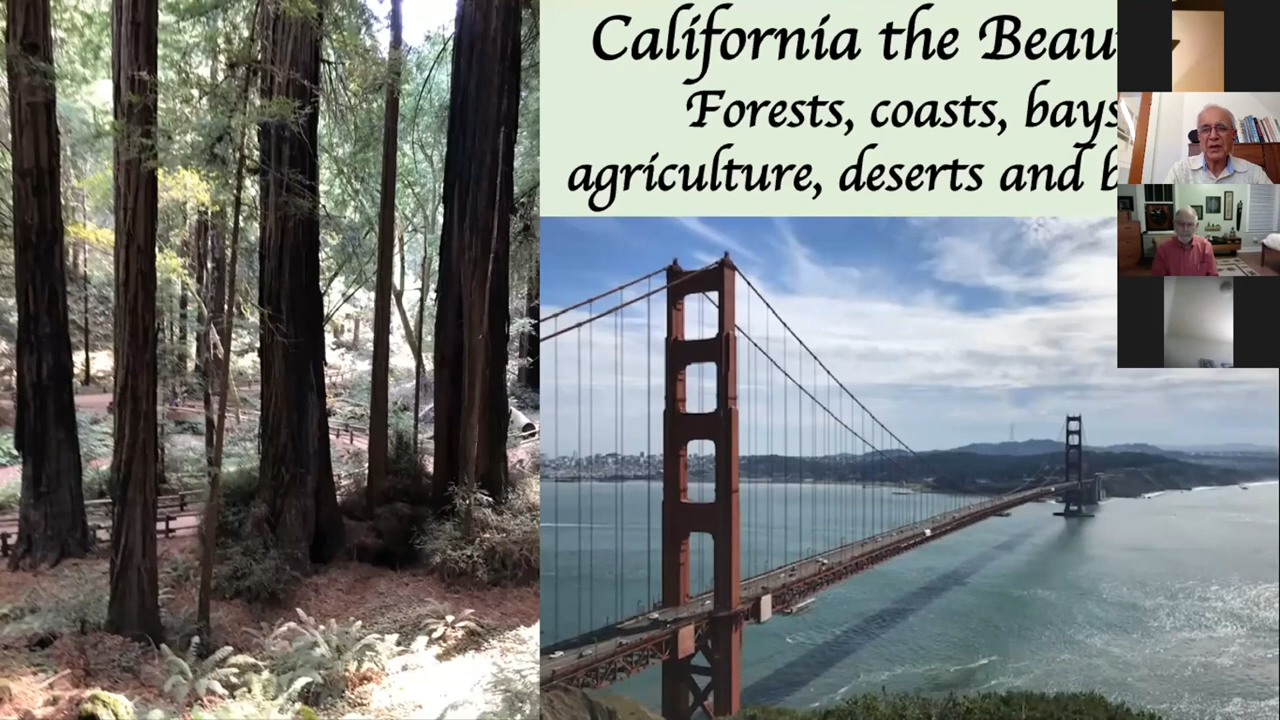 California the Beau
Forests, coasts, bays
agriculture, deserts and b